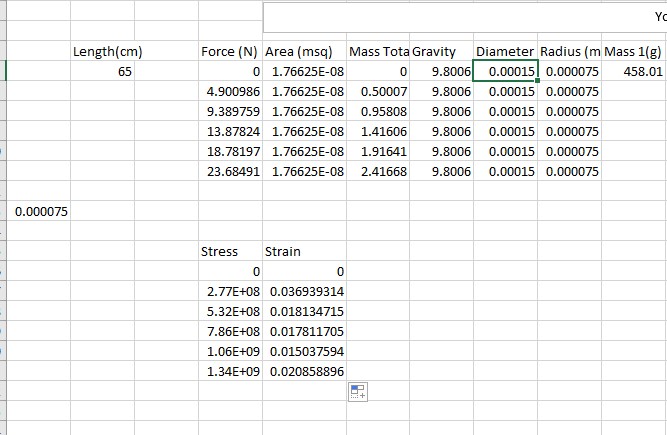 Yo
Length(cm) Force (N) Area (msq) Mass Tota Gravity Diameter Radius (m Mass 1(g)
65 0 1.76625E-08 0 9.8006 0.00015 0.000075 458.01
4.900986 1.76625E-08 0.50007 9.8006 0.00015 0.000075
9.389759 1.76625E-08 0.95808 9.8006 0.00015 0.000075
13.87824 1.76625E-08 1.41606 9.8006 0.00015 0.000075
18.78197 1.76625E-08 1.91641 9.8006 0.00015 0.000075
23.68491 1.76625E-08 2.41668 9.8006 0.00015 0.000075
0.000075
Stress Strain
0 0
2.77E+08 0.036939314
5.32E+08 0.018134715
7.86E+08 0.017811705
1.06E+09 0.015037594
1.34E+09 0.020858896